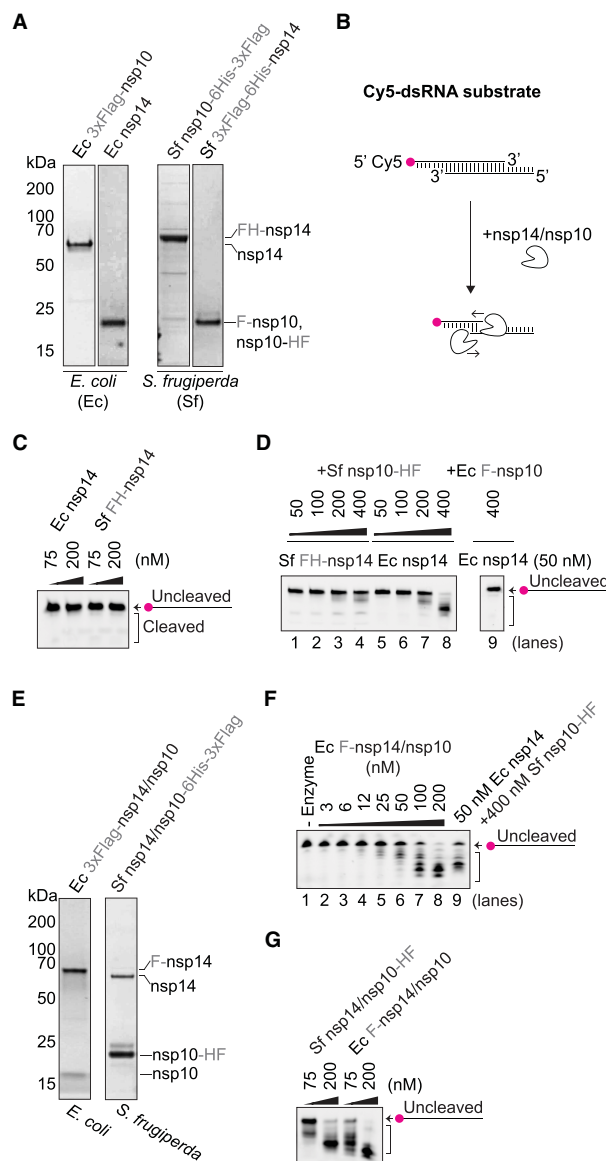 A
Ec 3xFlag-nsp10
Ec nsp14
Sf nsp10-6His-3xFlag
Sf 3xFlag-6His-nsp14
kDa
200
100
70
50
25
15
FH-nsp14
nsp14
F-nsp10,
nsp10-HF
E. coli
(Ec)
S. frugiperda
(Sf)
B
Cy5-dsRNA substrate
5' Cy5
3'
3'
5'
+nsp14/nsp10
C
Ec nsp14
Sf FH-nsp14
75 200 75 200 (nM)
Uncleaved
Cleaved
D
+Sf nsp10-HF +Ec F-nsp10
50 100 200 400 50 100 200 400 400
Sf FH-nsp14 Ec nsp14 Ec nsp14 (50 nM)
Uncleaved
1 2 3 4 5 6 7 8 9 (lanes)
E
Ec 3xFlag-nsp14/nsp10
Sf nsp14/nsp10-6His-3xFlag
kDa
200
100
70
50
25
15
F-nsp14
nsp14
nsp10-HF
nsp10
E. coli
S. frugiperda
F
Ec F-nsp14/nsp10
(nM)
- Enzyme
3 6 12 25 50 100 200
50 nM Ec nsp14
+400 nM Sf nsp10-HF
Uncleaved
1 2 3 4 5 6 7 8 9 (lanes)
G
Sf nsp14/nsp10-HF
Ec F-nsp14/nsp10
75 200 75 200 (nM)
Uncleaved